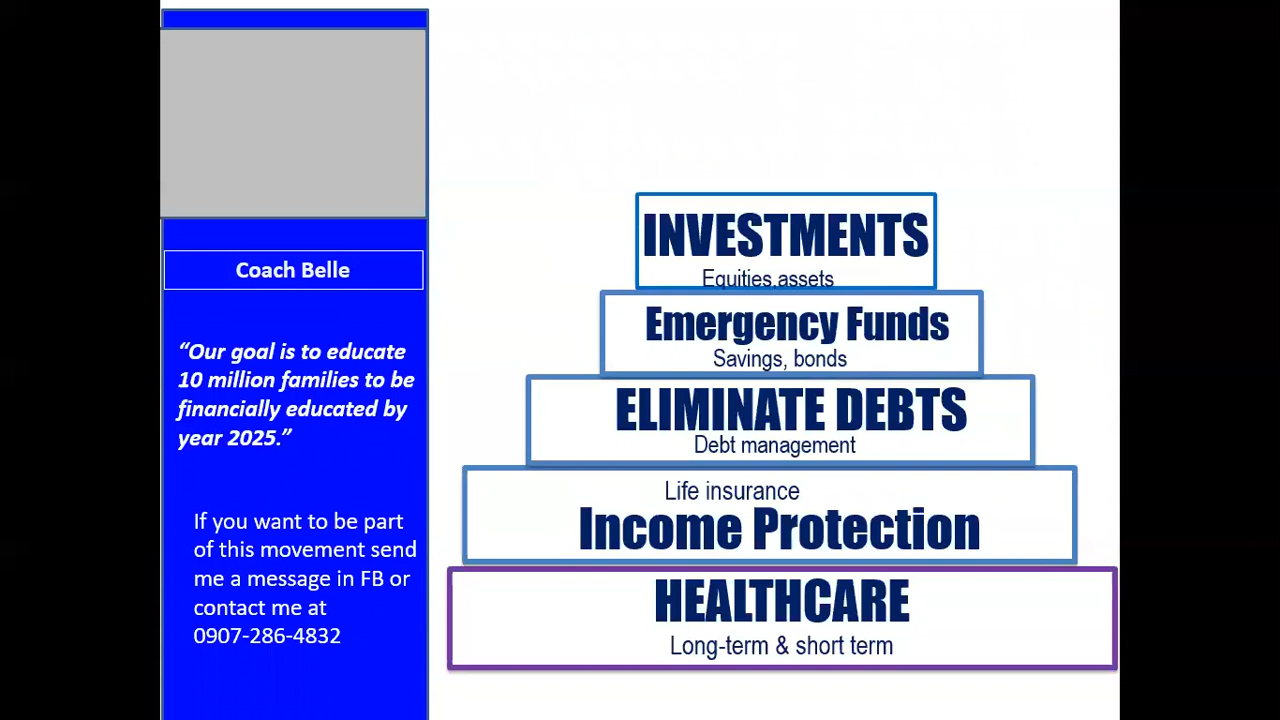 Coach Belle
“Our goal is to educate
10 million families to be
financially educated by
year 2025.”
If you want to be part
of this movement send
me a message in FB or
contact me at
0907-286-4832
INVESTMENTS
Equities,assets
Emergency Funds
Savings, bonds
ELIMINATE DEBTS
Debt management
Life insurance
Income Protection
HEALTHCARE
Long-term & short term